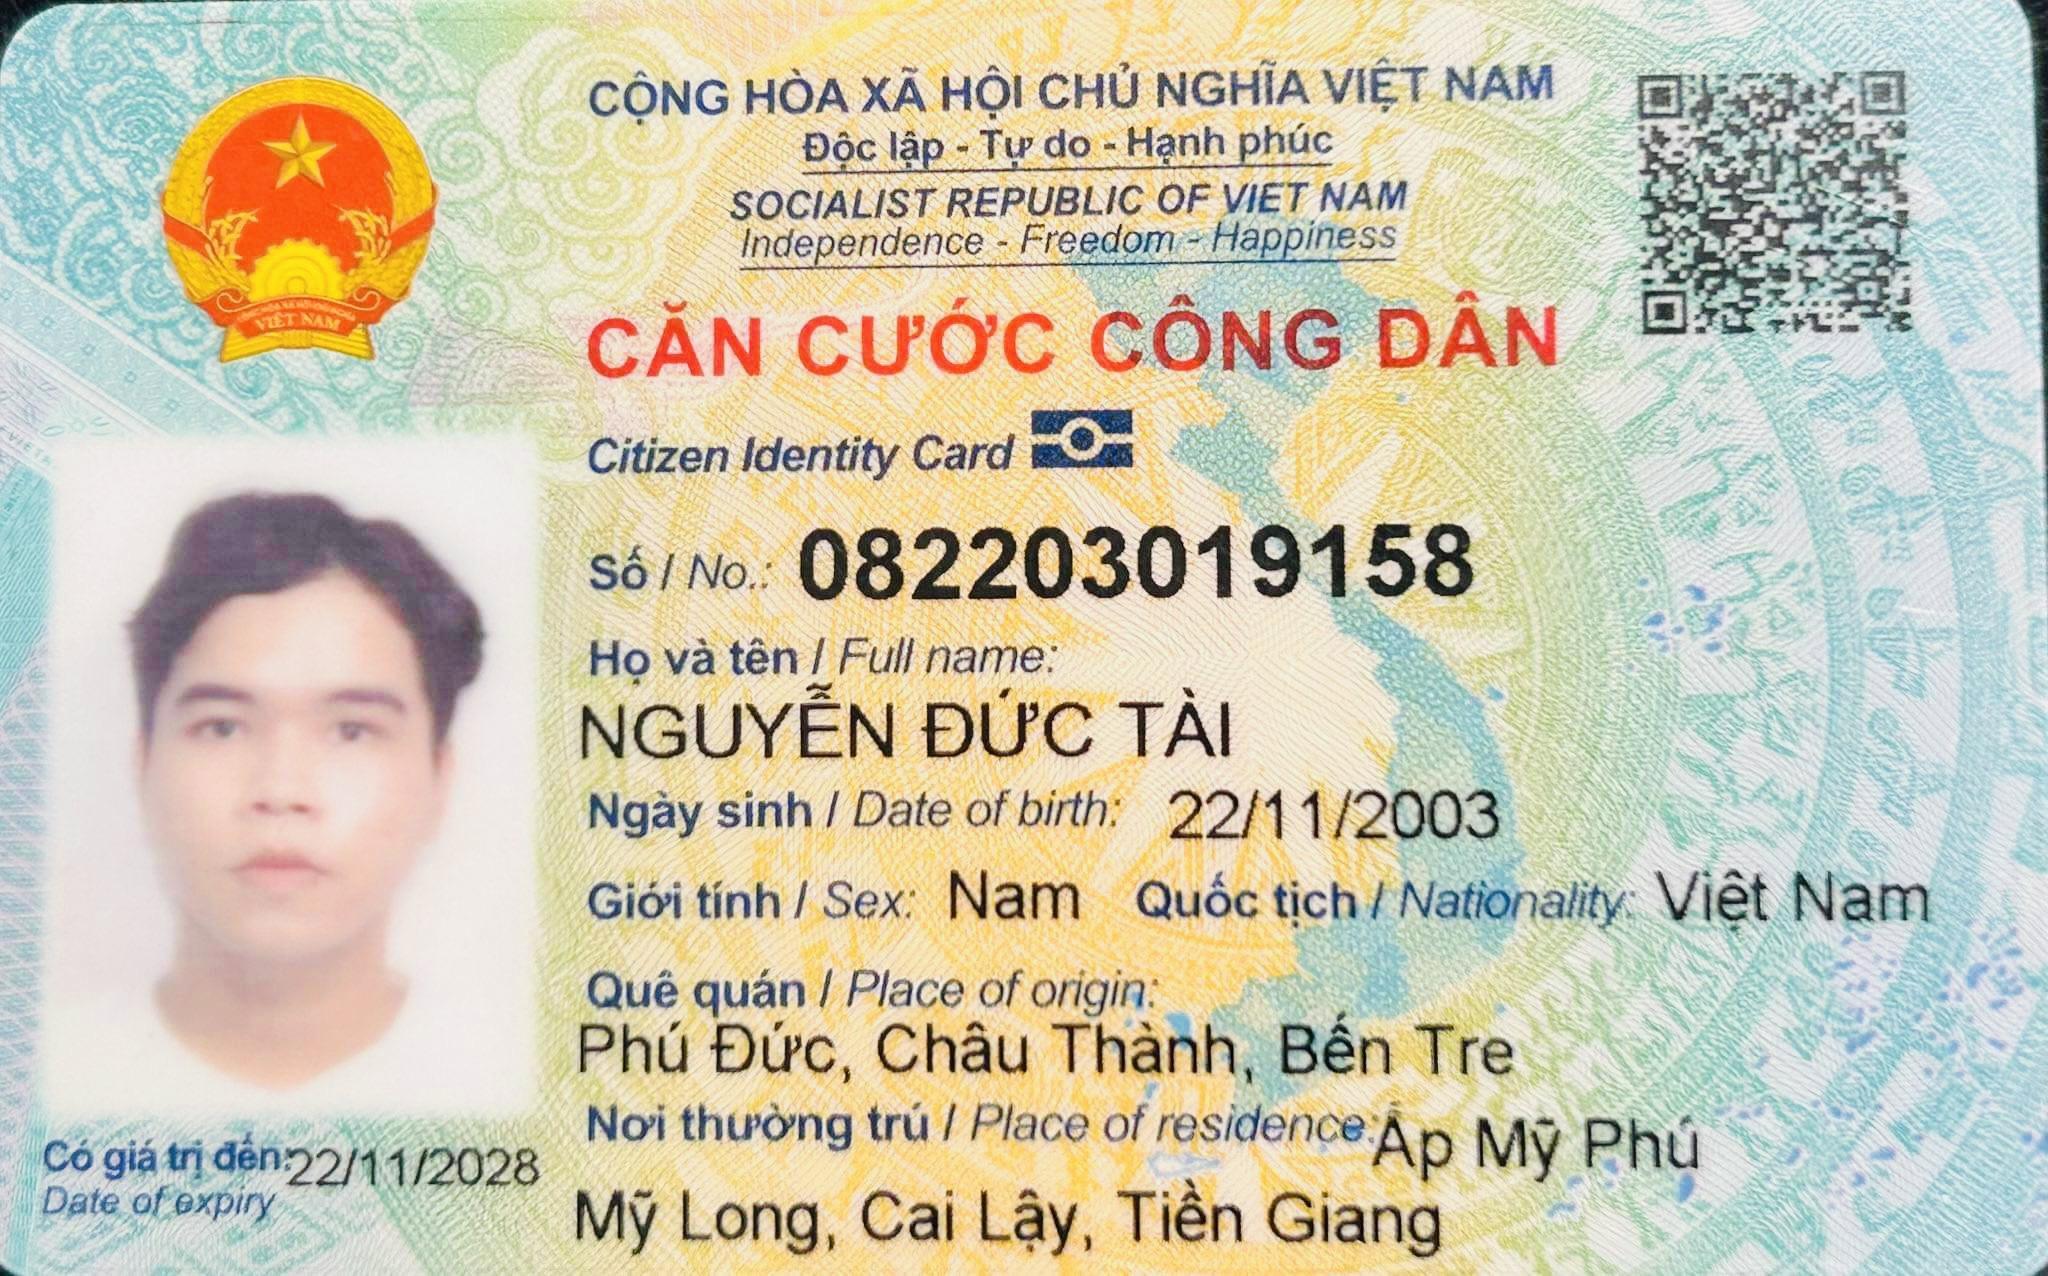 CỘNG HÒA XÃ HỘI CHỦ NGHĨA VIỆT NAM
Độc lập - Tự do - Hạnh phúc
SOCIALIST REPUBLIC OF VIET NAM
Independence - Freedom - Happiness
VIỆT NAM
CĂN CƯỚC CÔNG DÂN
Citizen Identity Card
Số / No.: 082203019158
Họ và tên / Full name:
NGUYỄN ĐỨC TÀI
Ngày sinh / Date of birth: 22/11/2003
Giới tính / Sex: Nam Quốc tịch / Nationality: Việt Nam
Quê quán / Place of origin:
Phú Đức, Châu Thành, Bến Tre
Nơi thường trú / Place of residence: Ấp Mỹ Phú
Mỹ Long, Cai Lậy, Tiền Giang
Có giá trị đến: 22/11/2028
Date of expiry